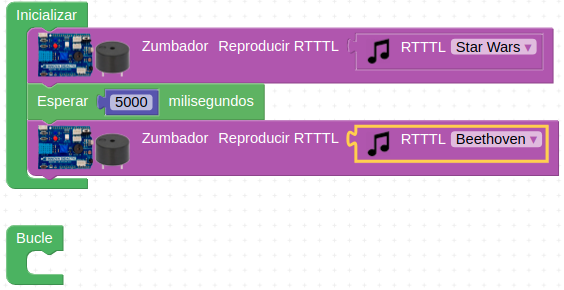 Inicializar
Zumbador Reproducir RTTTL RTTTL Star Wars
Esperar 5000 milisegundos
Zumbador Reproducir RTTTL RTTTL Beethoven
Bucle